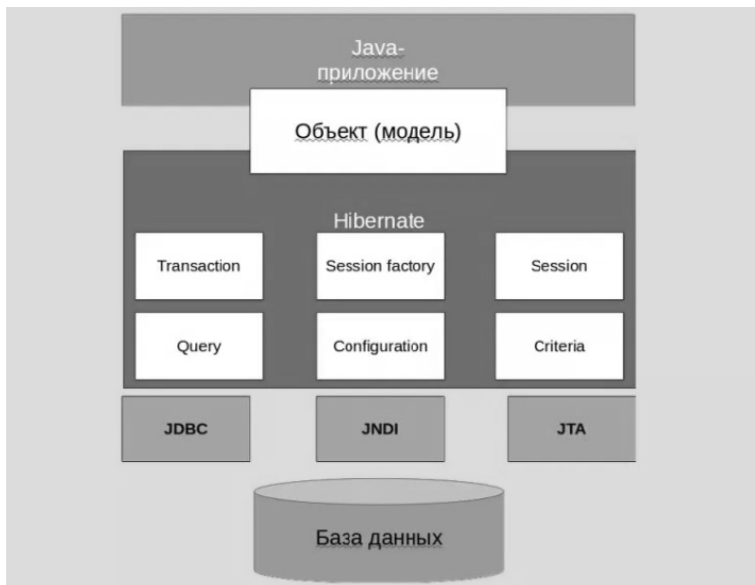 Java-
приложение
Объект (модель)
Hibernate
Transaction
Session factory
Session
Query
Configuration
Criteria
JDBC
JNDI
JTA
База данных